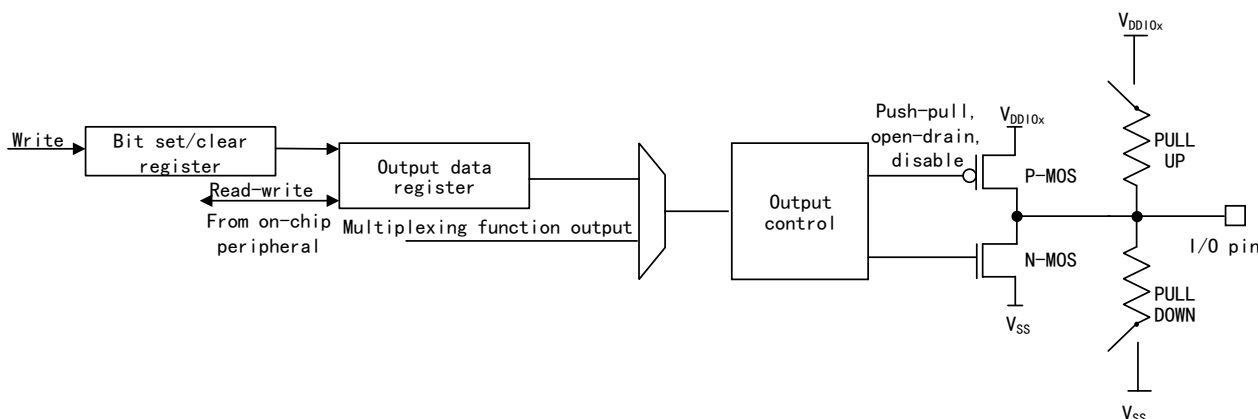 Write
Bit set/clear
register
Read-write
From on-chip
peripheral
Output data
register
Multiplexing function output
Output
control
Push-pull,
open-drain,
disable
VDDIOx
P-MOS
N-MOS
VSS
VDDIOx
PULL
UP
I/O pin
PULL
DOWN
VSS